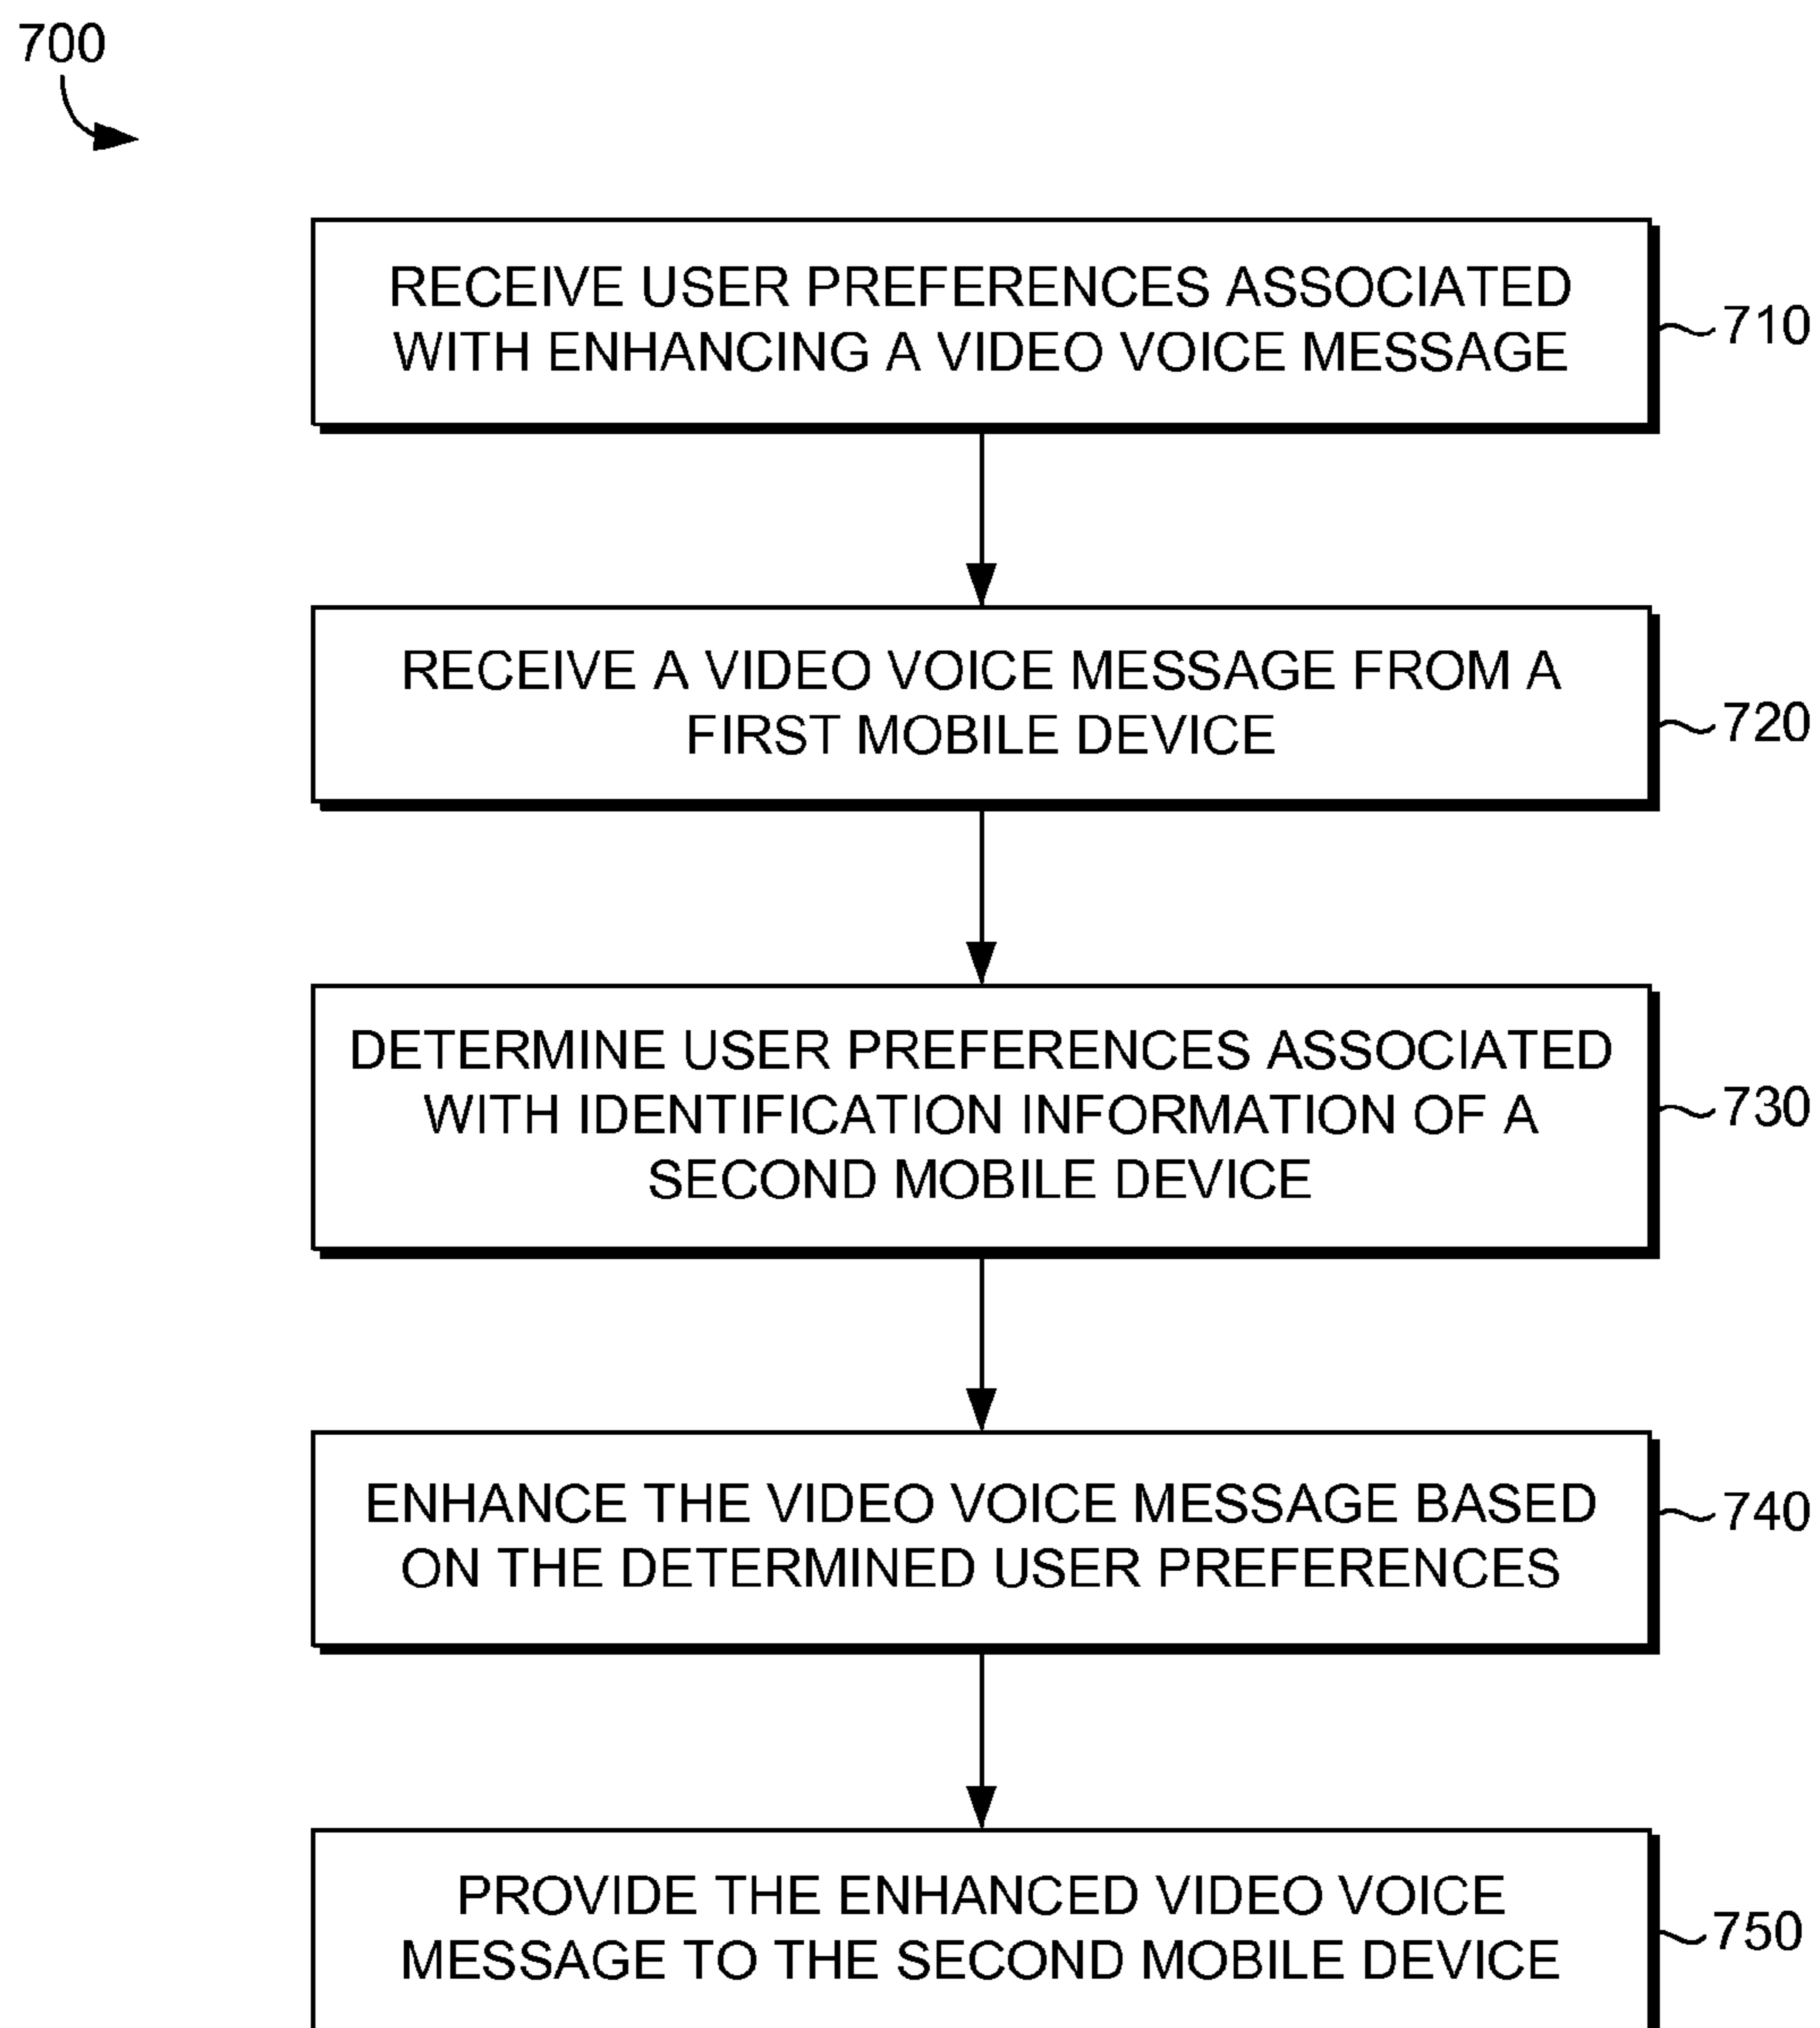 700
RECEIVE USER PREFERENCES ASSOCIATED
WITH ENHANCING A VIDEO VOICE MESSAGE
710
RECEIVE A VIDEO VOICE MESSAGE FROM A
FIRST MOBILE DEVICE
720
DETERMINE USER PREFERENCES ASSOCIATED
WITH IDENTIFICATION INFORMATION OF A
SECOND MOBILE DEVICE
730
ENHANCE THE VIDEO VOICE MESSAGE BASED
ON THE DETERMINED USER PREFERENCES
740
PROVIDE THE ENHANCED VIDEO VOICE
MESSAGE TO THE SECOND MOBILE DEVICE
750